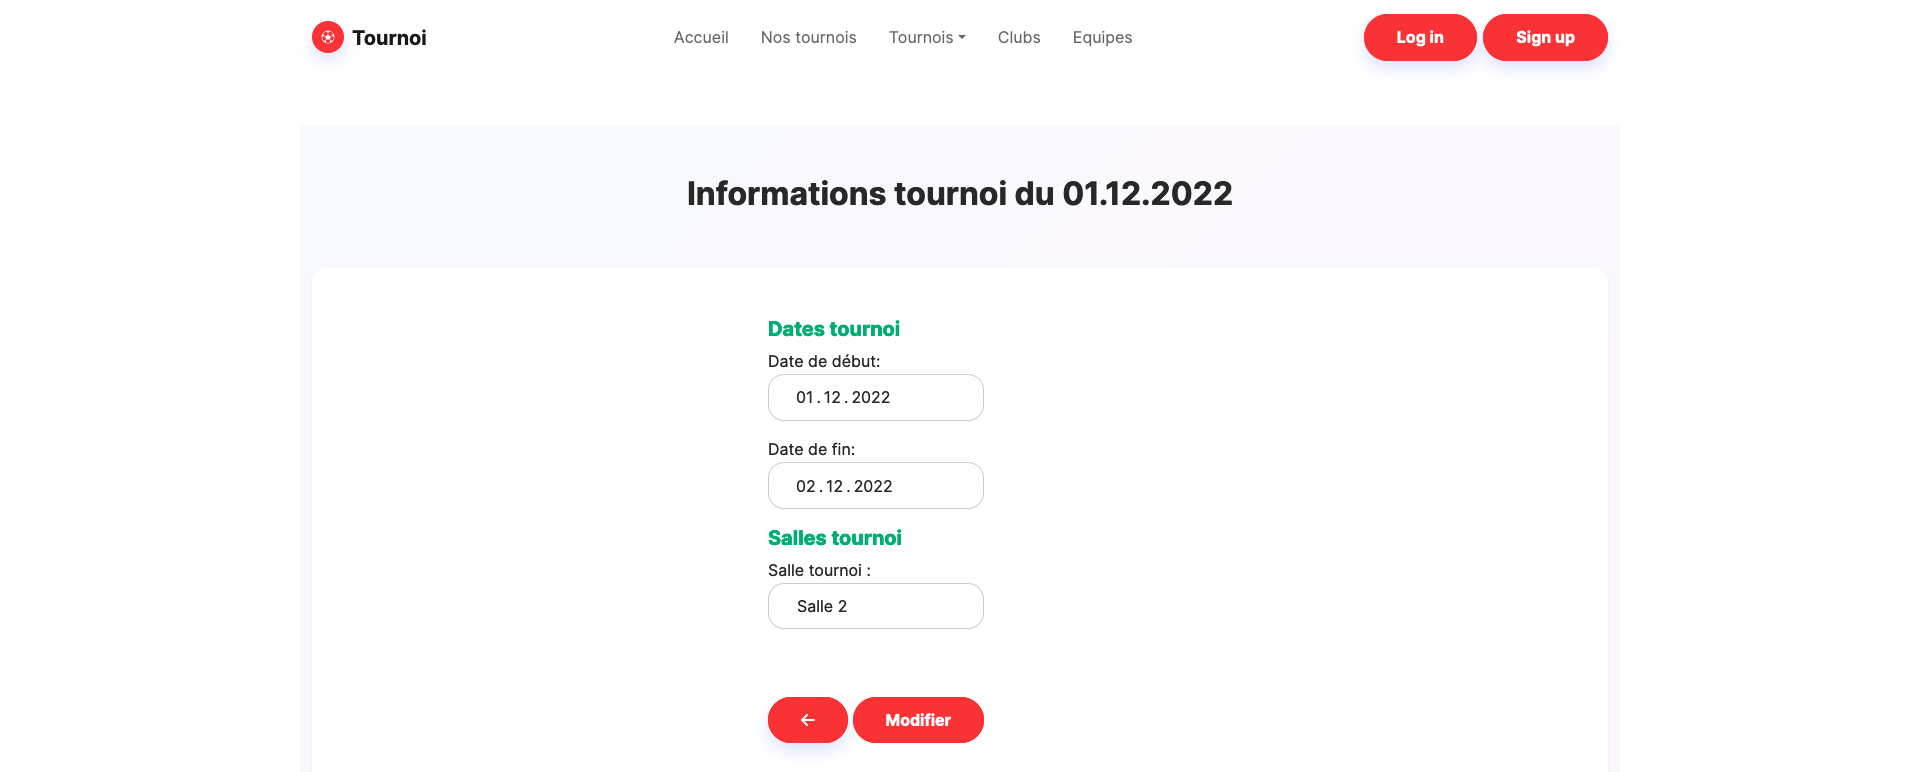 Tournoi
Accueil
Nos tournois
Tournois
Clubs
Equipes
Log in
Sign up
Informations tournoi du 01.12.2022
Dates tournoi
Date de début:
01.12.2022
Date de fin:
02.12.2022
Salles tournoi
Salle tournoi :
Salle 2
← Modifier